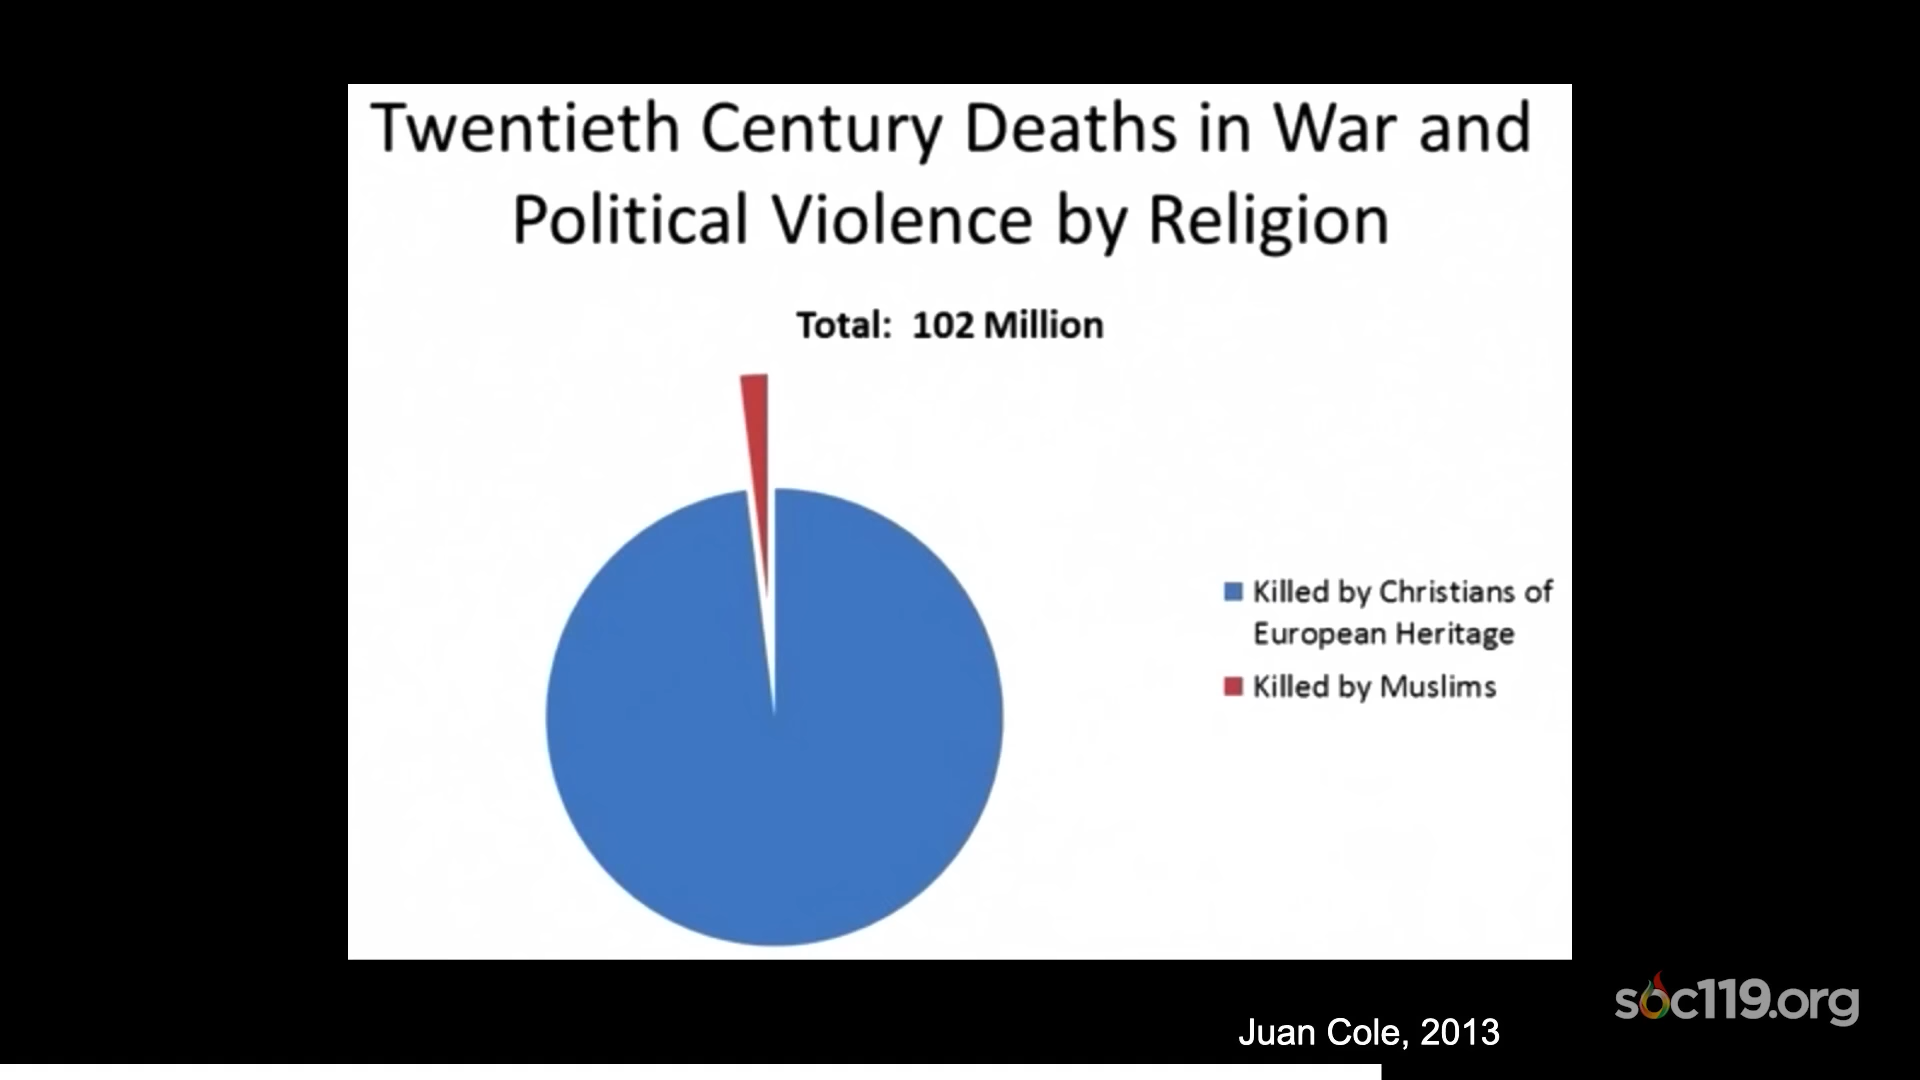 Twentieth Century Deaths in War and
Political Violence by Religion
Total: 102 Million
Killed by Christians of
European Heritage
Killed by Muslims
soc119.org
Juan Cole, 2013